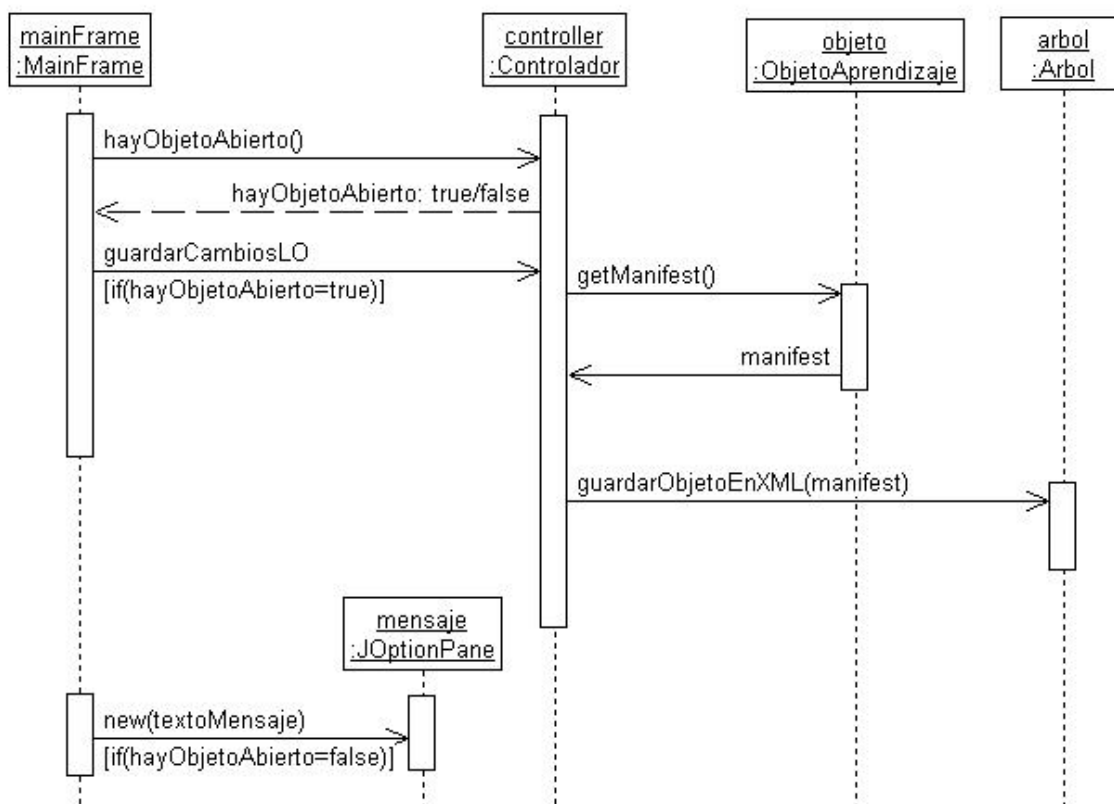 mainFrame
:MainFrame
controller
:Controlador
objeto
:ObjetoAprendizaje
arbol
:Arbol
hayObjetoAbierto()
hayObjetoAbierto: true/false
guardarCambiosLO
[if(hayObjetoAbierto=true)]
getManifest()
manifest
guardarObjetoEnXML(manifest)
mensaje
:JOptionPane
new(textoMensaje)
[if(hayObjetoAbierto=false)]